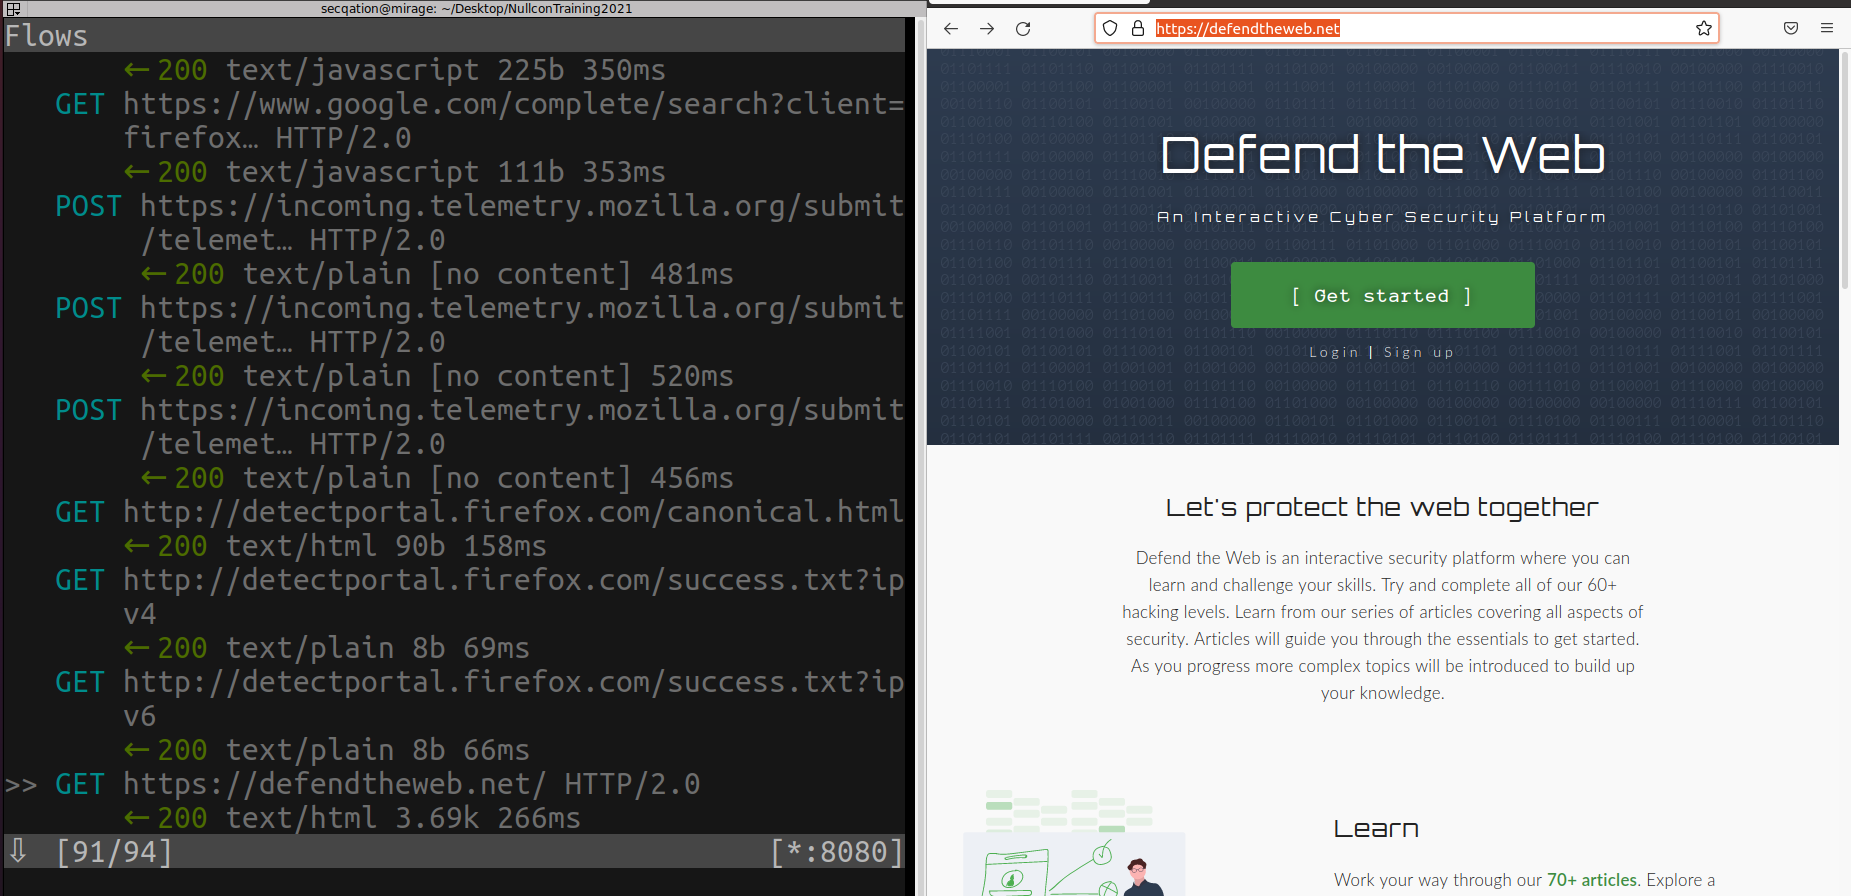 secqation@mirage: ~/Desktop/NullconTraining2021
Flows
←200 text/javascript 225b 350ms
GET https://www.google.com/complete/search?client=
firefox… HTTP/2.0
←200 text/javascript 111b 353ms
POST https://incoming.telemetry.mozilla.org/submit
/telemet… HTTP/2.0
←200 text/plain [no content] 481ms
POST https://incoming.telemetry.mozilla.org/submit
/telemet… HTTP/2.0
←200 text/plain [no content] 520ms
POST https://incoming.telemetry.mozilla.org/submit
/telemet… HTTP/2.0
←200 text/plain [no content] 456ms
GET http://detectportal.firefox.com/canonical.html
←200 text/html 90b 158ms
GET http://detectportal.firefox.com/success.txt?ip
v4
←200 text/plain 8b 69ms
GET http://detectportal.firefox.com/success.txt?ip
v6
←200 text/plain 8b 66ms
>> GET https://defendtheweb.net/ HTTP/2.0
←200 text/html 3.69k 266ms
⇩ [91/94] [*:8080]
https://defendtheweb.net
Defend the Web
An Interactive Cyber Security Platform
[ Get started ]
Login | Sign up
Let's protect the web together
Defend the Web is an interactive security platform where you can
learn and challenge your skills. Try and complete all of our 60+
hacking levels. Learn from our series of articles covering all aspects of
security. Articles will guide you through the essentials to get started.
As you progress more complex topics will be introduced to build up
your knowledge.
Learn
Work your way through our 70+ articles. Explore a